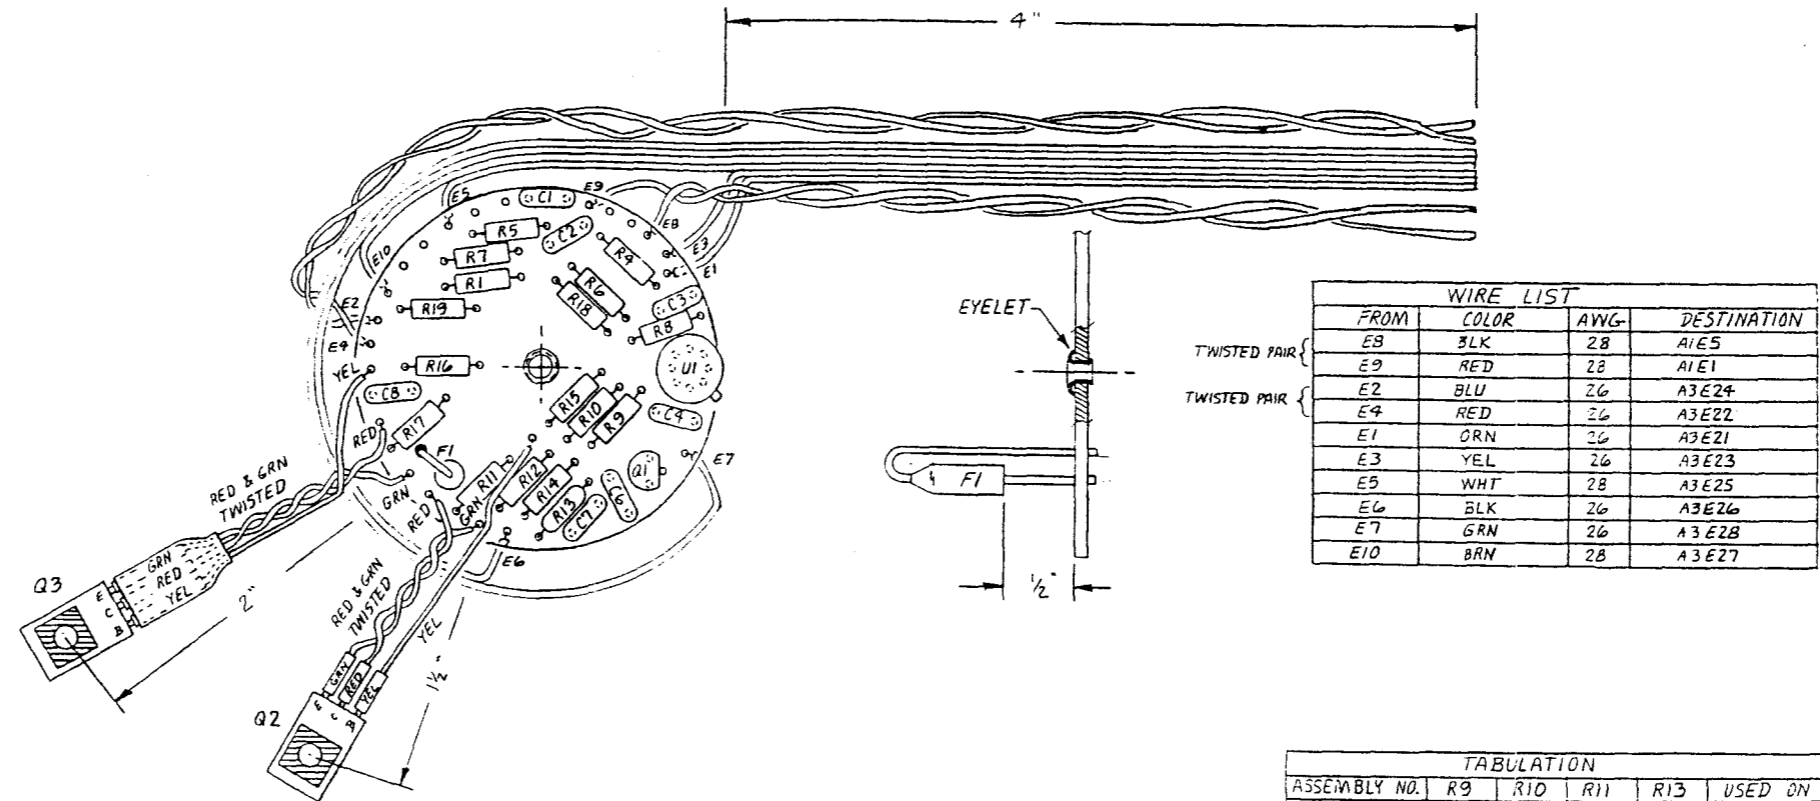 4"
E5
C1
E9
E8
E3
E1
R5
C2
R4
E10
R7
R1
R6
R18
C3
R8
E2
R19
E4
YEL
R16
U1
C8
R15
R10
R9
C4
RED
R17
F1
Q1
E7
GRN
R11
R12
R14
R13
C6
C7
RED
GRN
E6
RED & GRN
TWISTED
GRN
RED
YEL
Q3
E
C
B
2"
RED & GRN
TWISTED
YEL
GRN
RED
YEL
E
C
B
Q2
1½"
EYELET
F1
½"
WIRE LIST
FROM COLOR AWG DESTINATION
TWISTED PAIR
E8 BLK 28 A1E5
E9 RED 28 A1E1
TWISTED PAIR
E2 BLU 26 A3E24
E4 RED 26 A3E22
E1 ORN 26 A3E21
E3 YEL 26 A3E23
E5 WHT 28 A3E25
E6 BLK 26 A3E26
E7 GRN 26 A3E28
E10 BRN 28 A3E27
TABULATION
ASSEMBLY NO. R9 R10 R11 R13 USED ON